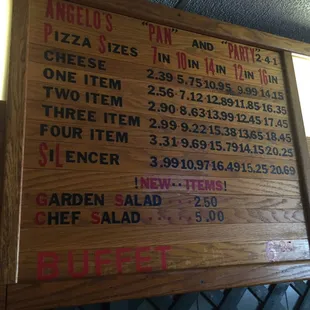 ANGELO'S "PAN" AND "PARTY" 241
PIZZA SIZES 7IN 10IN 14IN 12IN 16IN
CHEESE 2.39 5.75 10.95 9.99 14.15
ONE ITEM 2.56 7.12 12.89 11.85 16.35
TWO ITEM 2.90 8.63 13.99 12.45 17.45
THREE ITEM 2.99 9.22 15.38 13.65 18.45
FOUR ITEM 3.31 9.69 15.79 14.15 20.25
SILENCER 3.99 10.97 16.49 15.25 20.69
!NEW··ITEMS!
GARDEN SALAD ··· 2.50
CHEF SALAD ··· 5.00
BUFFET